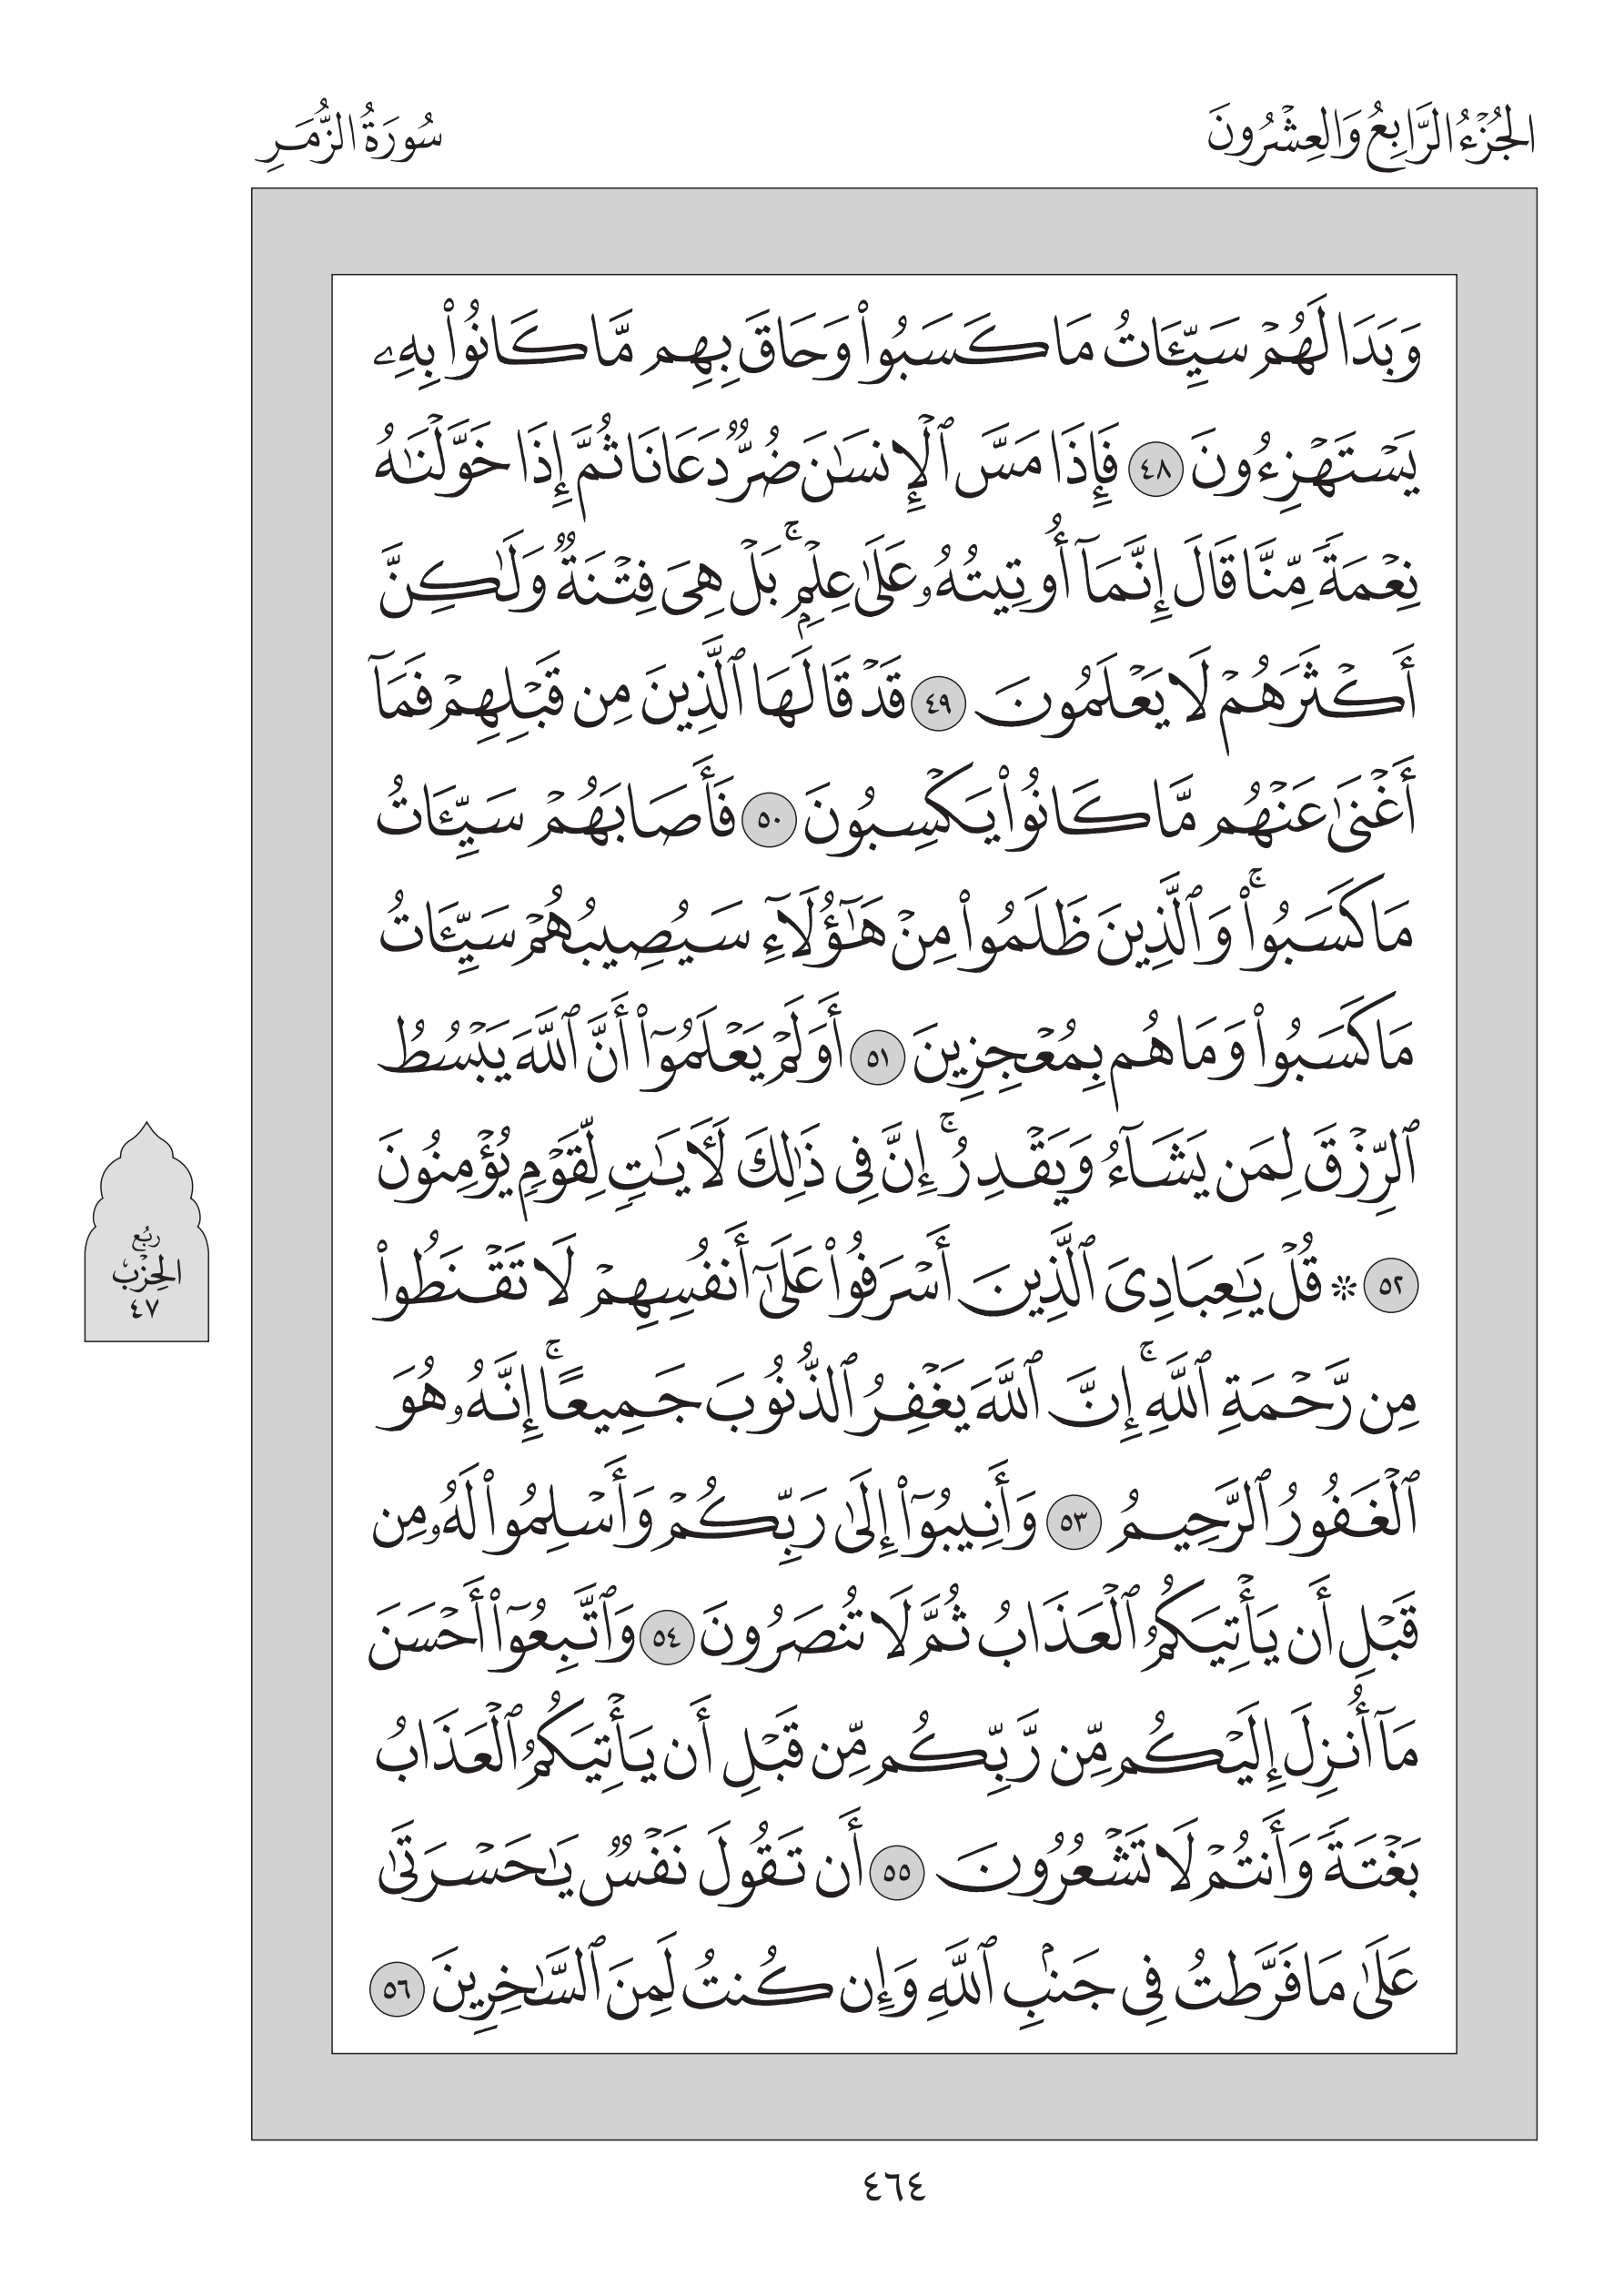 الجُزْءُ الرَّابِعُ وَالعِشْرُونَ
سُورَةُ الزُّمَرِ
وَبَدَا لَهُمْ سَيِّـَٔاتُ مَا كَسَبُوا۟ وَحَاقَ بِهِم مَّا كَانُوا۟ بِهِۦ
يَسْتَهْزِءُونَ ٤٨ فَإِذَا مَسَّ ٱلْإِنسَـٰنَ ضُرٌّ دَعَانَا ثُمَّ إِذَا خَوَّلْنَـٰهُ
نِعْمَةً مِّنَّا قَالَ إِنَّمَآ أُوتِيتُهُۥ عَلَىٰ عِلْمٍۭ ۚ بَلْ هِىَ فِتْنَةٌ وَلَـٰكِنَّ
أَكْثَرَهُمْ لَا يَعْلَمُونَ ٤٩ قَدْ قَالَهَا ٱلَّذِينَ مِن قَبْلِهِمْ فَمَآ
أَغْنَىٰ عَنْهُم مَّا كَانُوا۟ يَكْسِبُونَ ٥٠ فَأَصَابَهُمْ سَيِّـَٔاتُ
مَا كَسَبُوا۟ ۚ وَٱلَّذِينَ ظَلَمُوا۟ مِنْ هَـٰٓؤُلَآءِ سَيُصِيبُهُمْ سَيِّـَٔاتُ
مَا كَسَبُوا۟ وَمَا هُم بِمُعْجِزِينَ ٥١ أَوَلَمْ يَعْلَمُوٓا۟ أَنَّ ٱللَّهَ يَبْسُطُ
ٱلرِّزْقَ لِمَن يَشَآءُ وَيَقْدِرُ ۚ إِنَّ فِى ذَٰلِكَ لَـَٔايَـٰتٍ لِّقَوْمٍ يُؤْمِنُونَ
٥٢ ۞ قُلْ يَـٰعِبَادِىَ ٱلَّذِينَ أَسْرَفُوا۟ عَلَىٰٓ أَنفُسِهِمْ لَا تَقْنَطُوا۟
مِن رَّحْمَةِ ٱللَّهِ ۚ إِنَّ ٱللَّهَ يَغْفِرُ ٱلذُّنُوبَ جَمِيعًا ۚ إِنَّهُۥ هُوَ
ٱلْغَفُورُ ٱلرَّحِيمُ ٥٣ وَأَنِيبُوٓا۟ إِلَىٰ رَبِّكُمْ وَأَسْلِمُوا۟ لَهُۥ مِن
قَبْلِ أَن يَأْتِيَكُمُ ٱلْعَذَابُ ثُمَّ لَا تُنصَرُونَ ٥٤ وَٱتَّبِعُوٓا۟ أَحْسَنَ
مَآ أُنزِلَ إِلَيْكُم مِّن رَّبِّكُم مِّن قَبْلِ أَن يَأْتِيَكُمُ ٱلْعَذَابُ
بَغْتَةً وَأَنتُمْ لَا تَشْعُرُونَ ٥٥ أَن تَقُولَ نَفْسٌ يَـٰحَسْرَتَىٰ
عَلَىٰ مَا فَرَّطتُ فِى جَنۢبِ ٱللَّهِ وَإِن كُنتُ لَمِنَ ٱلسَّـٰخِرِينَ ٥٦
رُبْع
الحِزْب
٤٧
٤٦٤